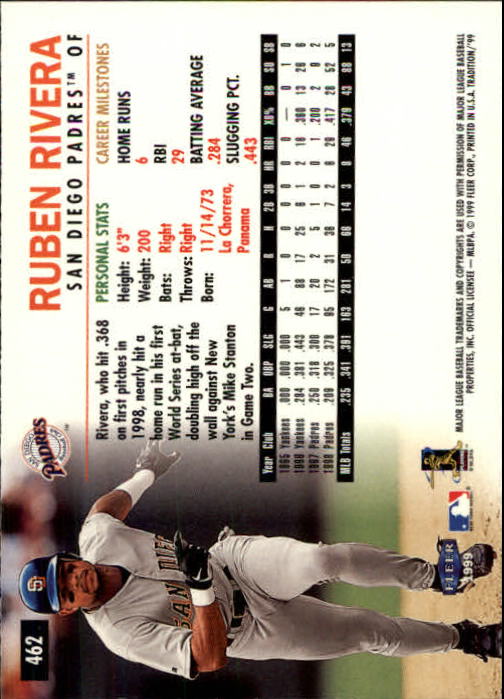 462
PADRES
RUBEN RIVERA
SAN DIEGO PADRES™ OF
Rivera, who hit .368
on first pitches in
1998, nearly hit a
home run in his first
World Series at-bat,
doubling high off the
wall against New
York's Mike Stanton
in Game Two.
PERSONAL STATS
Height: 6'3"
Weight: 200
Bats: Right
Throws: Right
Born: 11/14/73
La Chorrera,
Panama
CAREER MILESTONES
HOME RUNS
6
RBI
29
BATTING AVERAGE
.284
SLUGGING PCT.
.443
Year Club BA OBP SLG G AB R H 2B 3B HR RBI XB% BB SO SB
1995 Yankees .000 .000 .000 5 1 0 0 0 0 0 0 — 0 1 0
1996 Yankees .284 .381 .443 46 88 17 25 6 1 2 16 .360 13 26 6
1997 Padres .250 .318 .300 17 20 2 5 1 0 0 1 .200 2 9 2
1998 Padres .209 .325 .378 95 172 31 36 7 2 6 29 .417 28 52 5
MLB Totals .235 .341 .391 163 281 50 66 14 3 8 46 .379 43 88 13
FLEER
1999
MAJOR LEAGUE BASEBALL TRADEMARKS AND COPYRIGHTS ARE USED WITH PERMISSION OF MAJOR LEAGUE BASEBALL
PROPERTIES, INC. OFFICIAL LICENSEE — MLBPA. © 1999 FLEER CORP., PRINTED IN U.S.A. TRADITION/'99